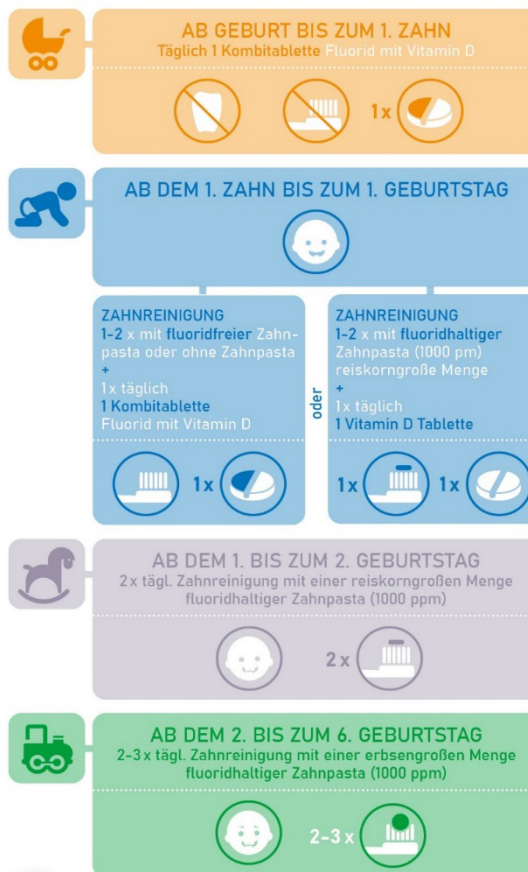 AB GEBURT BIS ZUM 1. ZAHN
Täglich 1 Kombitablette Fluorid mit Vitamin D
1x
AB DEM 1. ZAHN BIS ZUM 1. GEBURTSTAG
ZAHNREINIGUNG
1-2 x mit fluoridfreier Zahn-
pasta oder ohne Zahnpasta
+
1x täglich
1 Kombitablette
Fluorid mit Vitamin D
1x
oder
ZAHNREINIGUNG
1-2 x mit fluoridhaltiger
Zahnpasta (1000 pm)
reiskorngroße Menge
+
1x täglich
1 Vitamin D Tablette
1x
1x
AB DEM 1. BIS ZUM 2. GEBURTSTAG
2x tägl. Zahnreinigung mit einer reiskorngroßen Menge
fluoridhaltiger Zahnpasta (1000 ppm)
2x
AB DEM 2. BIS ZUM 6. GEBURTSTAG
2-3x tägl. Zahnreinigung mit einer erbsengroßen Menge
fluoridhaltiger Zahnpasta (1000 ppm)
2-3x